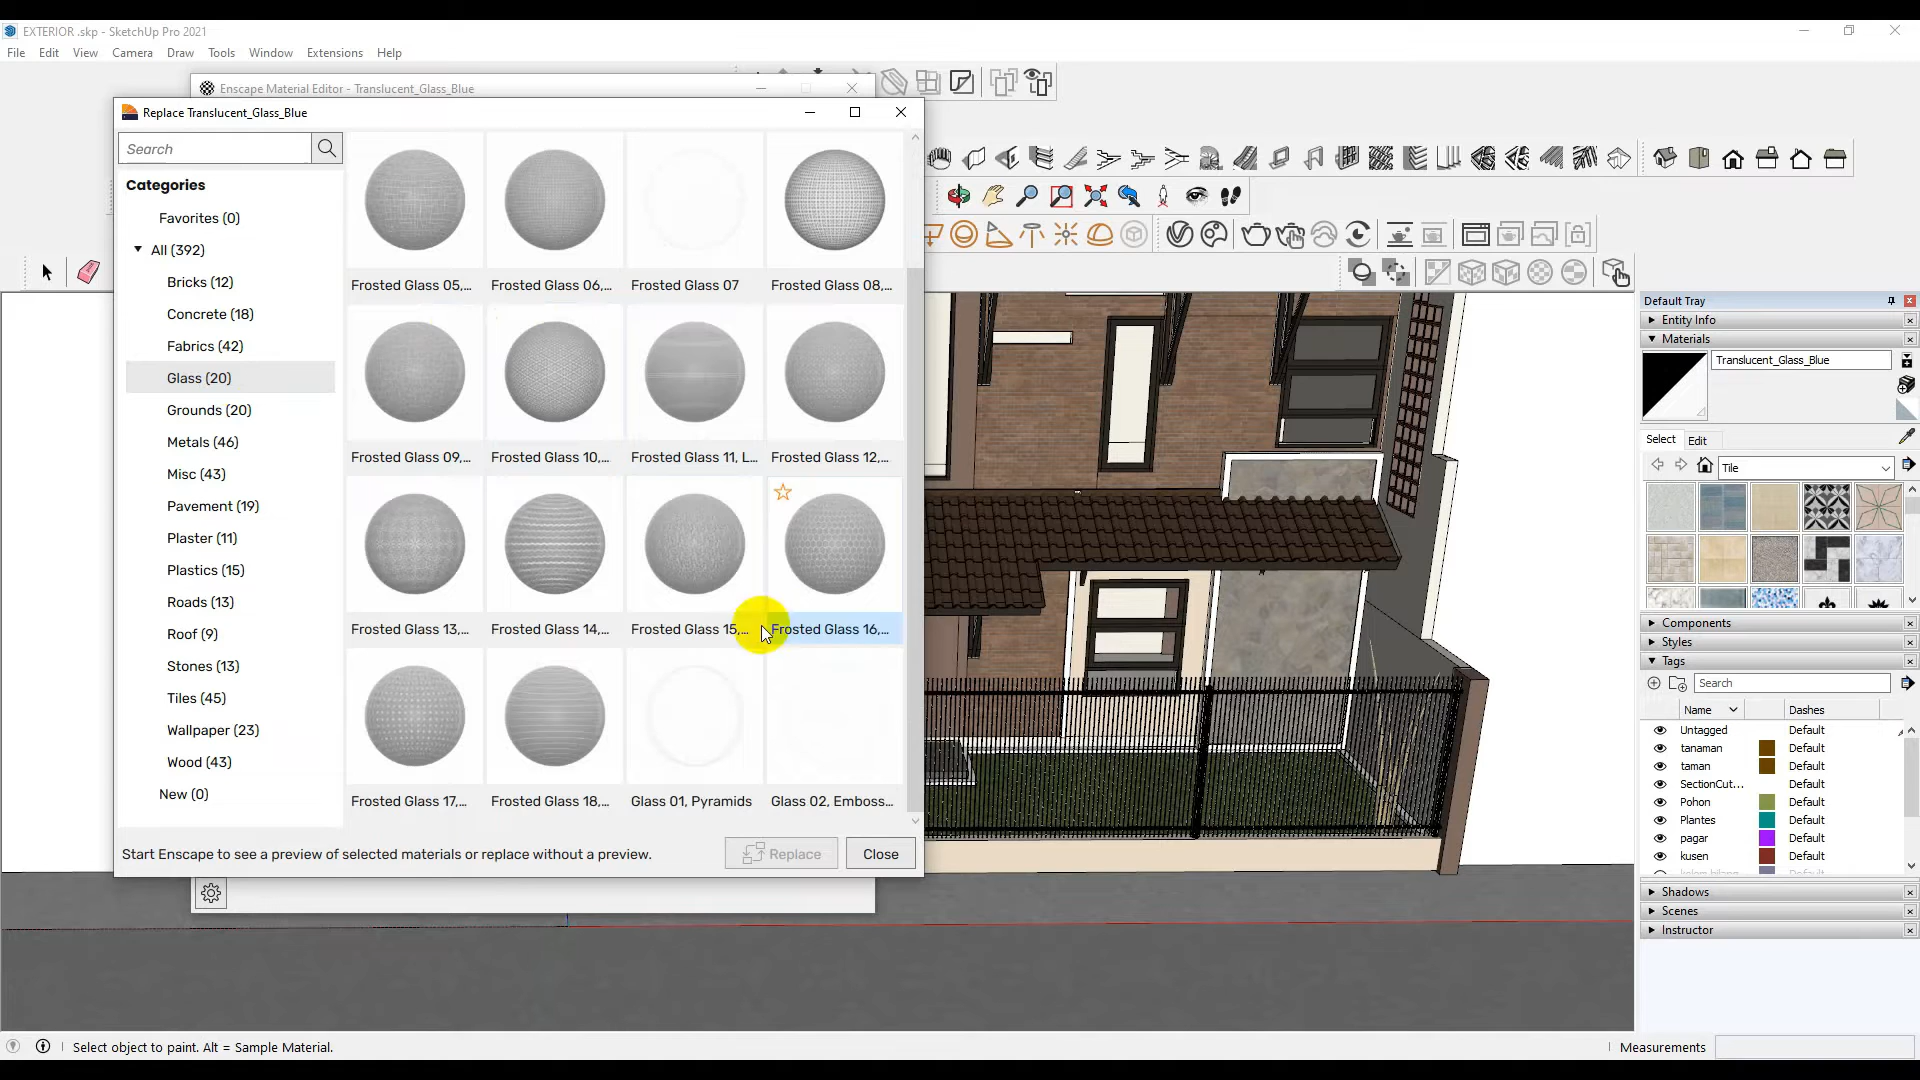 EXTERIOR .skp - SketchUp Pro 2021
File Edit View Camera Draw Tools Window Extensions Help
Enscape Material Editor - Translucent_Glass_Blue
Replace Translucent_Glass_Blue
Search
Categories
Favorites (0)
All (392)
Bricks (12)
Concrete (18)
Fabrics (42)
Glass (20)
Grounds (20)
Metals (46)
Misc (43)
Pavement (19)
Plaster (11)
Plastics (15)
Roads (13)
Roof (9)
Stones (13)
Tiles (45)
Wallpaper (23)
Wood (43)
New (0)
Frosted Glass 05,... Frosted Glass 06,... Frosted Glass 07 Frosted Glass 08,...
Frosted Glass 09,... Frosted Glass 10,... Frosted Glass 11, L... Frosted Glass 12,...
Frosted Glass 13,... Frosted Glass 14,... Frosted Glass 15,... Frosted Glass 16,...
Frosted Glass 17,... Frosted Glass 18,... Glass 01, Pyramids Glass 02, Emboss...
Start Enscape to see a preview of selected materials or replace without a preview.
Replace Close
Default Tray
Entity Info
Materials
Translucent_Glass_Blue
Select Edit
Tile
Components
Styles
Tags
Search
Name Dashes
Untagged Default
tanaman Default
taman Default
SectionCut... Default
Pohon Default
Plantes Default
pagar Default
kusen Default
Shadows
Scenes
Instructor
Select object to paint. Alt = Sample Material.
Measurements